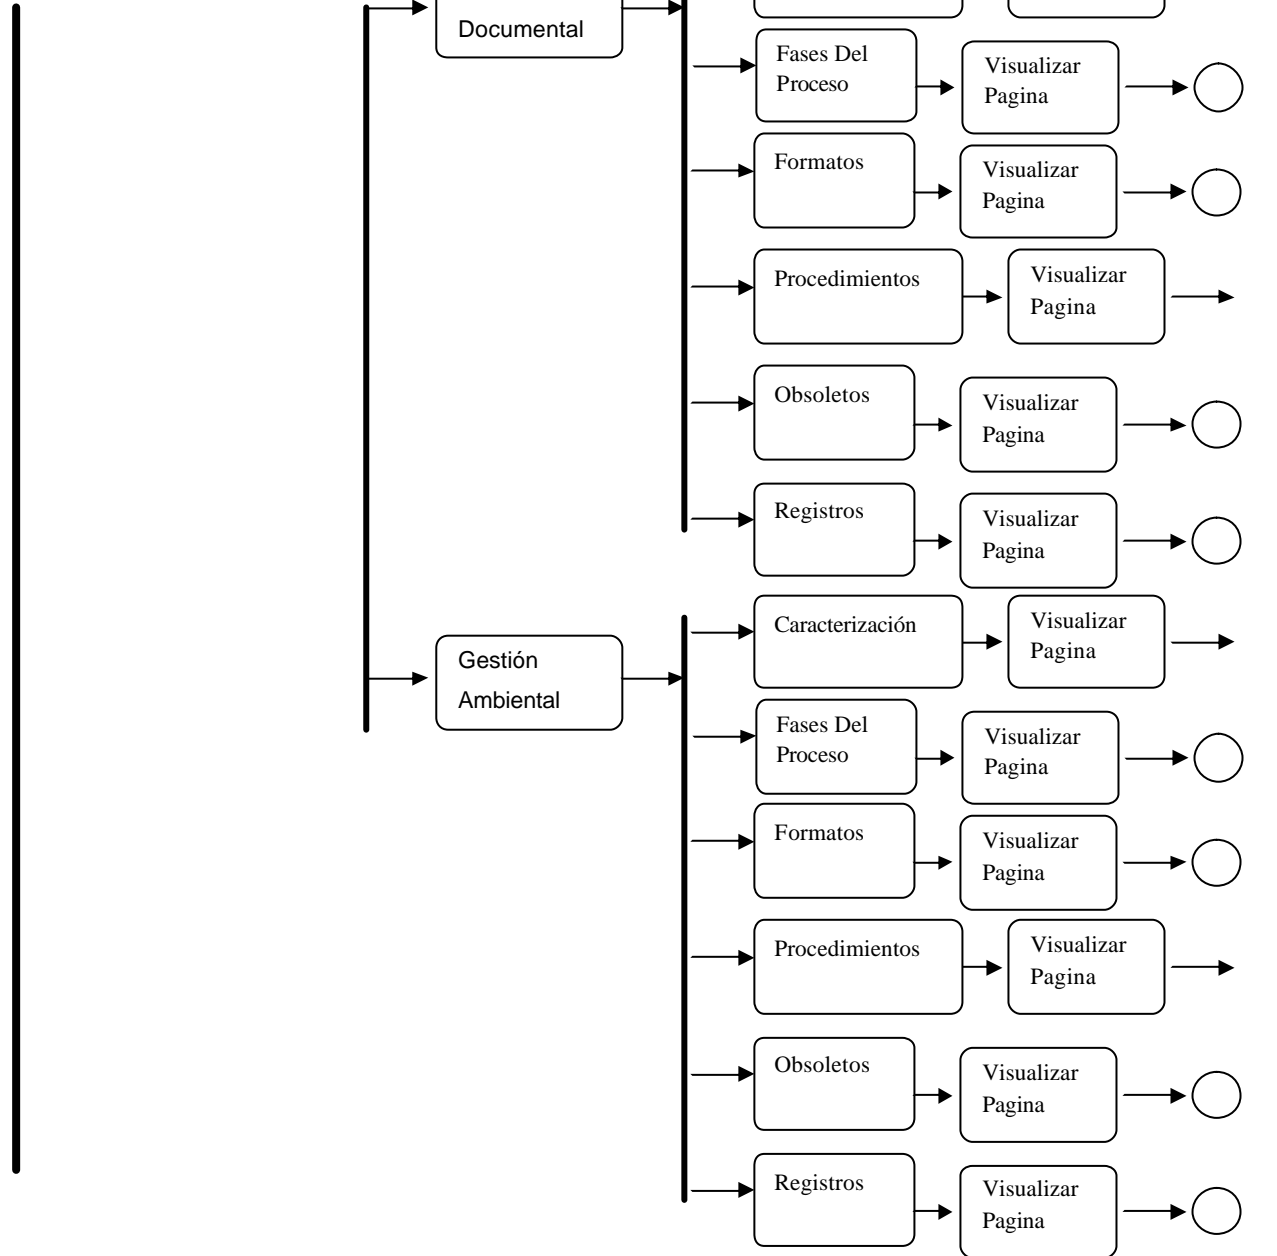 Documental
Fases Del
Proceso
Visualizar
Pagina
Formatos
Visualizar
Pagina
Procedimientos
Visualizar
Pagina
Obsoletos
Visualizar
Pagina
Registros
Visualizar
Pagina
Gestión
Ambiental
Caracterización
Visualizar
Pagina
Fases Del
Proceso
Visualizar
Pagina
Formatos
Visualizar
Pagina
Procedimientos
Visualizar
Pagina
Obsoletos
Visualizar
Pagina
Registros
Visualizar
Pagina